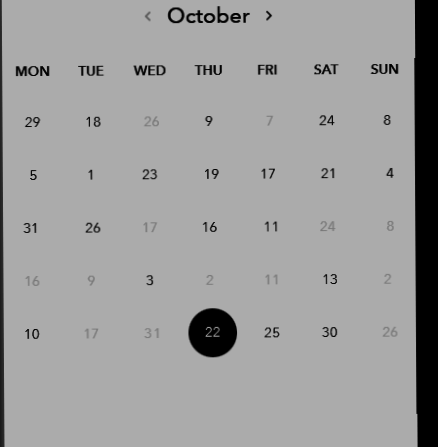 ‹ October ›
MON TUE WED THU FRI SAT SUN
29 18 26 9 7 24 8
5 1 23 19 17 21 4
31 26 17 16 11 24 8
16 9 3 2 11 13 2
10 17 31 22 25 30 26